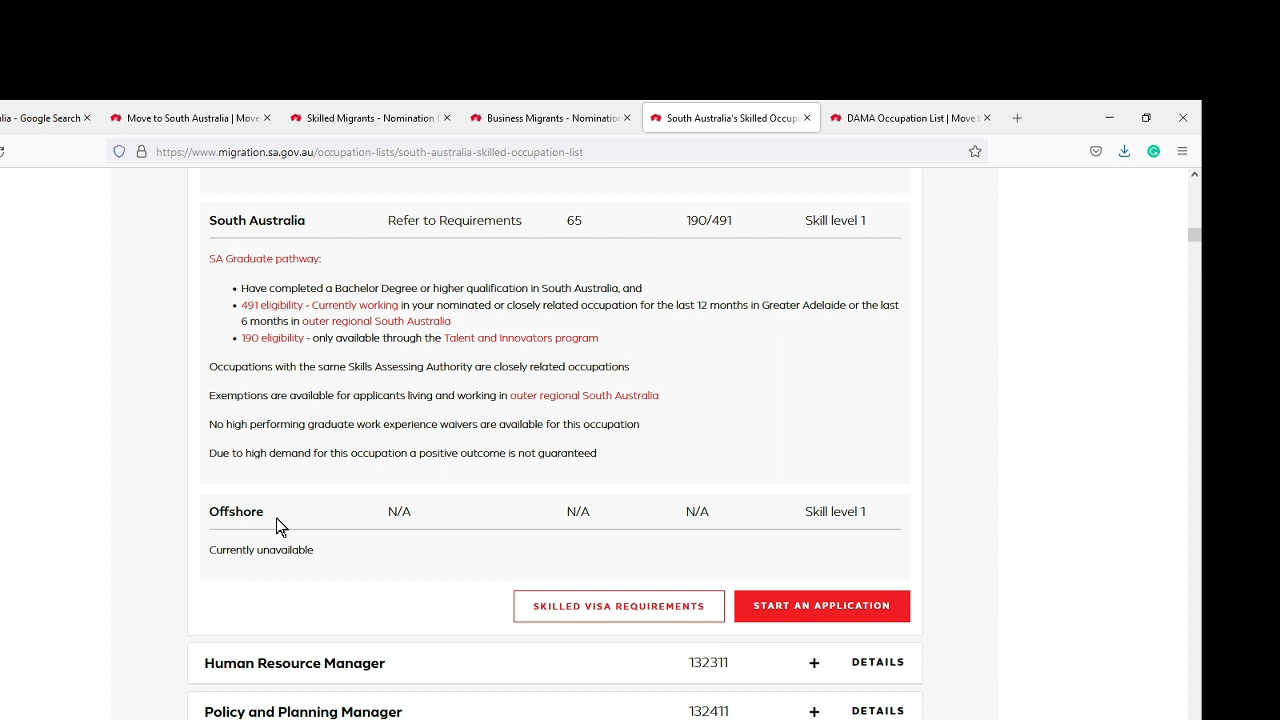 lia - Google Search
Move to South Australia | Move
Skilled Migrants - Nomination
Business Migrants - Nomination
South Australia's Skilled Occupa
DAMA Occupation List | Move
https://www.migration.sa.gov.au/occupation-lists/south-australia-skilled-occupation-list
South Australia Refer to Requirements 65 190/491 Skill level 1
SA Graduate pathway:
• Have completed a Bachelor Degree or higher qualification in South Australia, and
• 491 eligibility - Currently working in your nominated or closely related occupation for the last 12 months in Greater Adelaide or the last
6 months in outer regional South Australia
• 190 eligibility - only available through the Talent and Innovators program
Occupations with the same Skills Assessing Authority are closely related occupations
Exemptions are available for applicants living and working in outer regional South Australia
No high performing graduate work experience waivers are available for this occupation
Due to high demand for this occupation a positive outcome is not guaranteed
Offshore N/A N/A N/A Skill level 1
Currently unavailable
SKILLED VISA REQUIREMENTS START AN APPLICATION
Human Resource Manager 132311 + DETAILS
Policy and Planning Manager 132411 + DETAILS